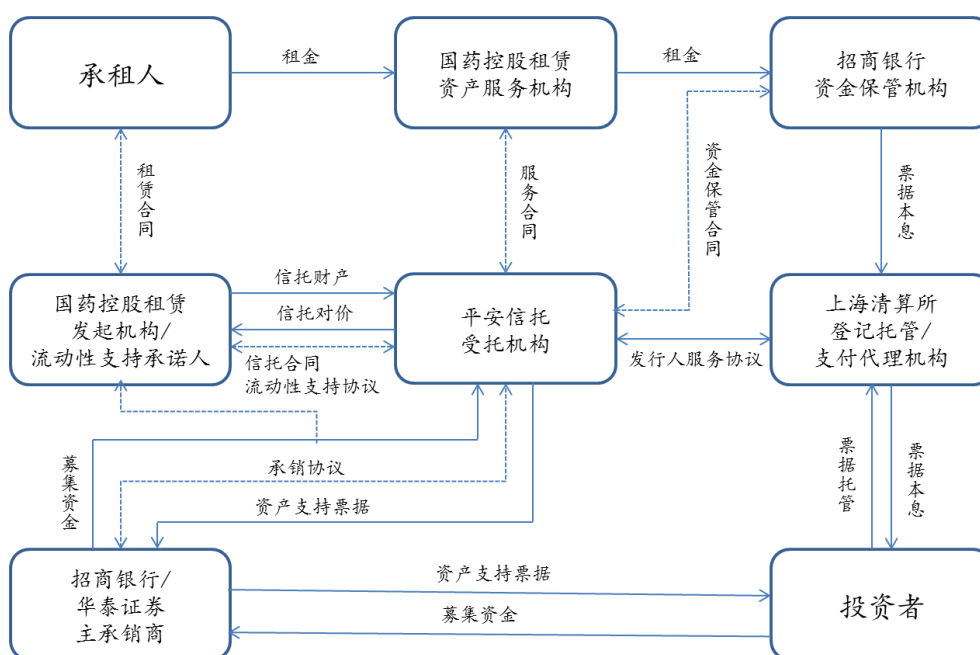 承租人
租金
国药控股租赁
资产服务机构
租金
招商银行
资金保管机构
租赁合同
服务合同
资金保管合同
票据本息
国药控股租赁
发起机构/
流动性支持承诺人
信托财产
信托对价
信托合同
流动性支持协议
平安信托
受托机构
发行人服务协议
上海清算所
登记托管/
支付代理机构
募集资金
承销协议
资产支持票据
票据托管
票据本息
招商银行/
华泰证券
主承销商
资产支持票据
募集资金
投资者